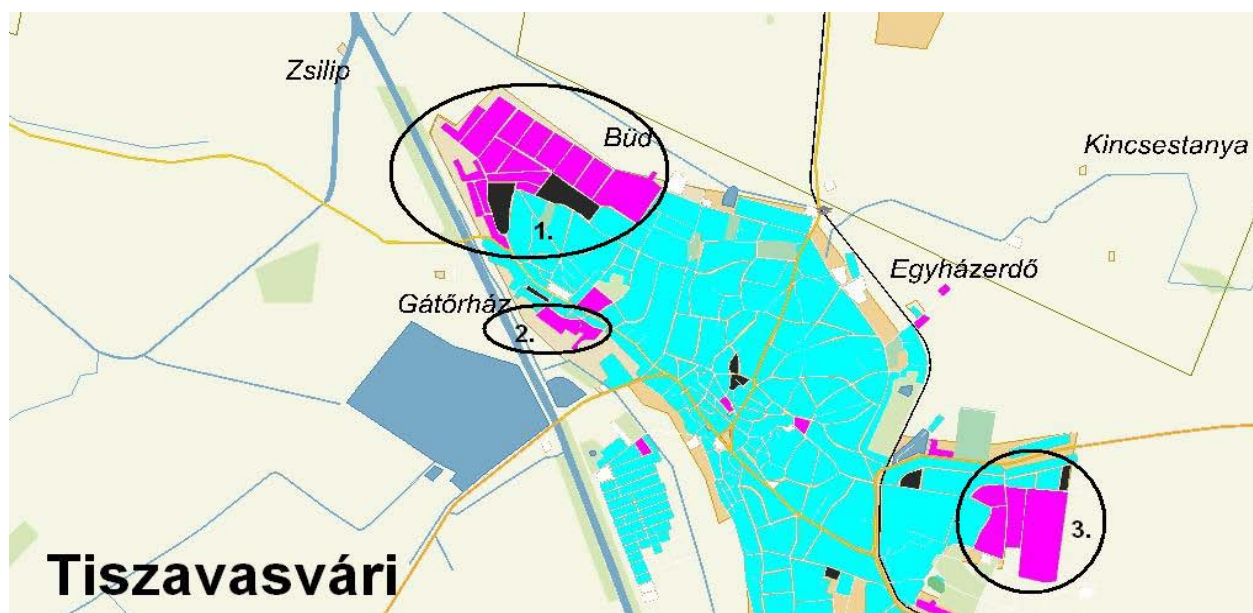 Zsilip
Büd
Kincsestanya
1.
Egyházerdő
Gátőrház
2.
3.
Tiszavasvári